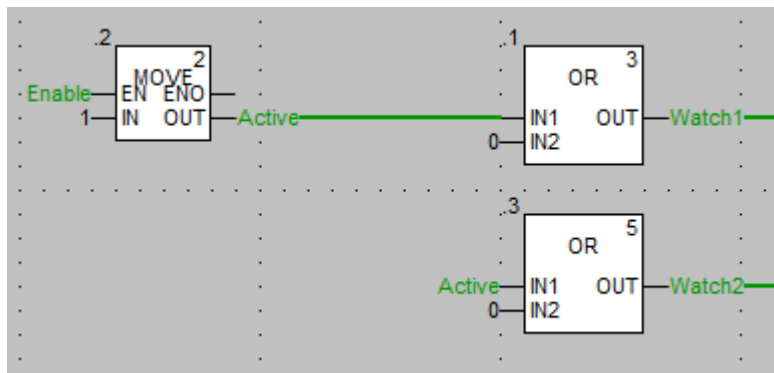 .2
2
MOVE
Enable EN ENO
1 IN OUT Active
.1
3
OR
IN1 OUT Watch1
0 IN2
.3
5
OR
Active IN1 OUT Watch2
0 IN2